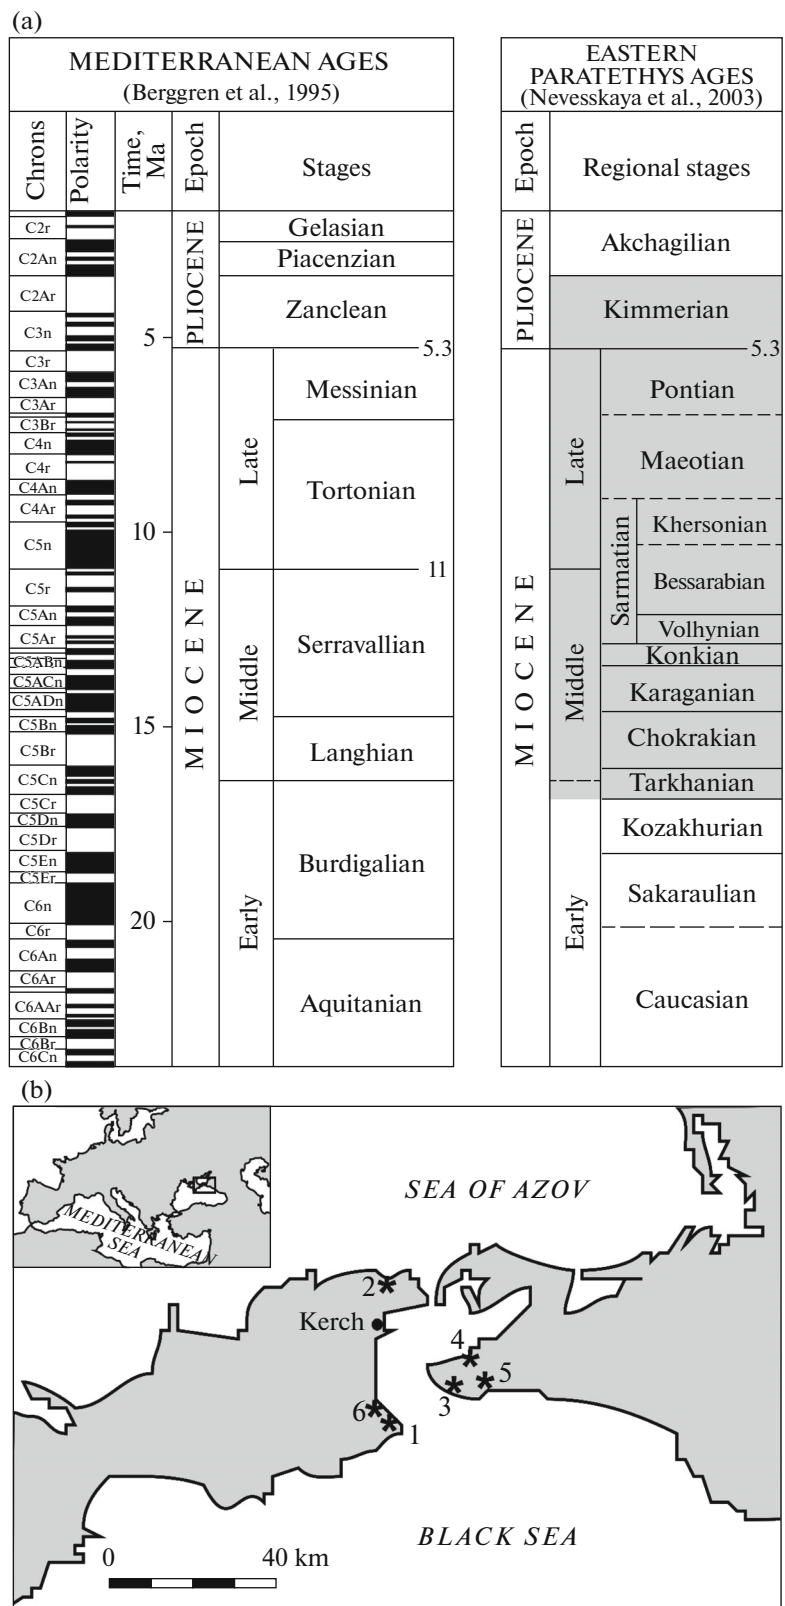 (a)
MEDITERRANEAN AGES
(Berggren et al., 1995)
Chrons
Polarity
Time,
Ma
Epoch
Stages
C2r
C2An
C2Ar
C3n
C3r
C3An
C3Ar
C3Br
C4n
C4r
C4An
C4Ar
C5n
C5r
C5An
C5Ar
C5ABn
C5ACn
C5ADn
C5Bn
C5Br
C5Cn
C5Cr
C5Dn
C5Dr
C5En
C5Er
C6n
C6r
C6An
C6Ar
C6AAr
C6Bn
C6Br
C6Cn
5
10
15
20
PLIOCENE
MIOCENE
Late
Middle
Early
Gelasian
Piacenzian
Zanclean
5.3
Messinian
Tortonian
11
Serravallian
Langhian
Burdigalian
Aquitanian
EASTERN
PARATETHYS AGES
(Nevesskaya et al., 2003)
Epoch
Regional stages
PLIOCENE
MIOCENE
Late
Middle
Early
Akchagilian
Kimmerian
5.3
Pontian
Maeotian
Sarmatian
Khersonian
Bessarabian
Volhynian
Konkian
Karaganian
Chokrakian
Tarkhanian
Kozakhurian
Sakaraulian
Caucasian
(b)
MEDITERRANEAN
SEA
SEA OF AZOV
2
Kerch
4
5
3
6
1
BLACK SEA
0 40 km